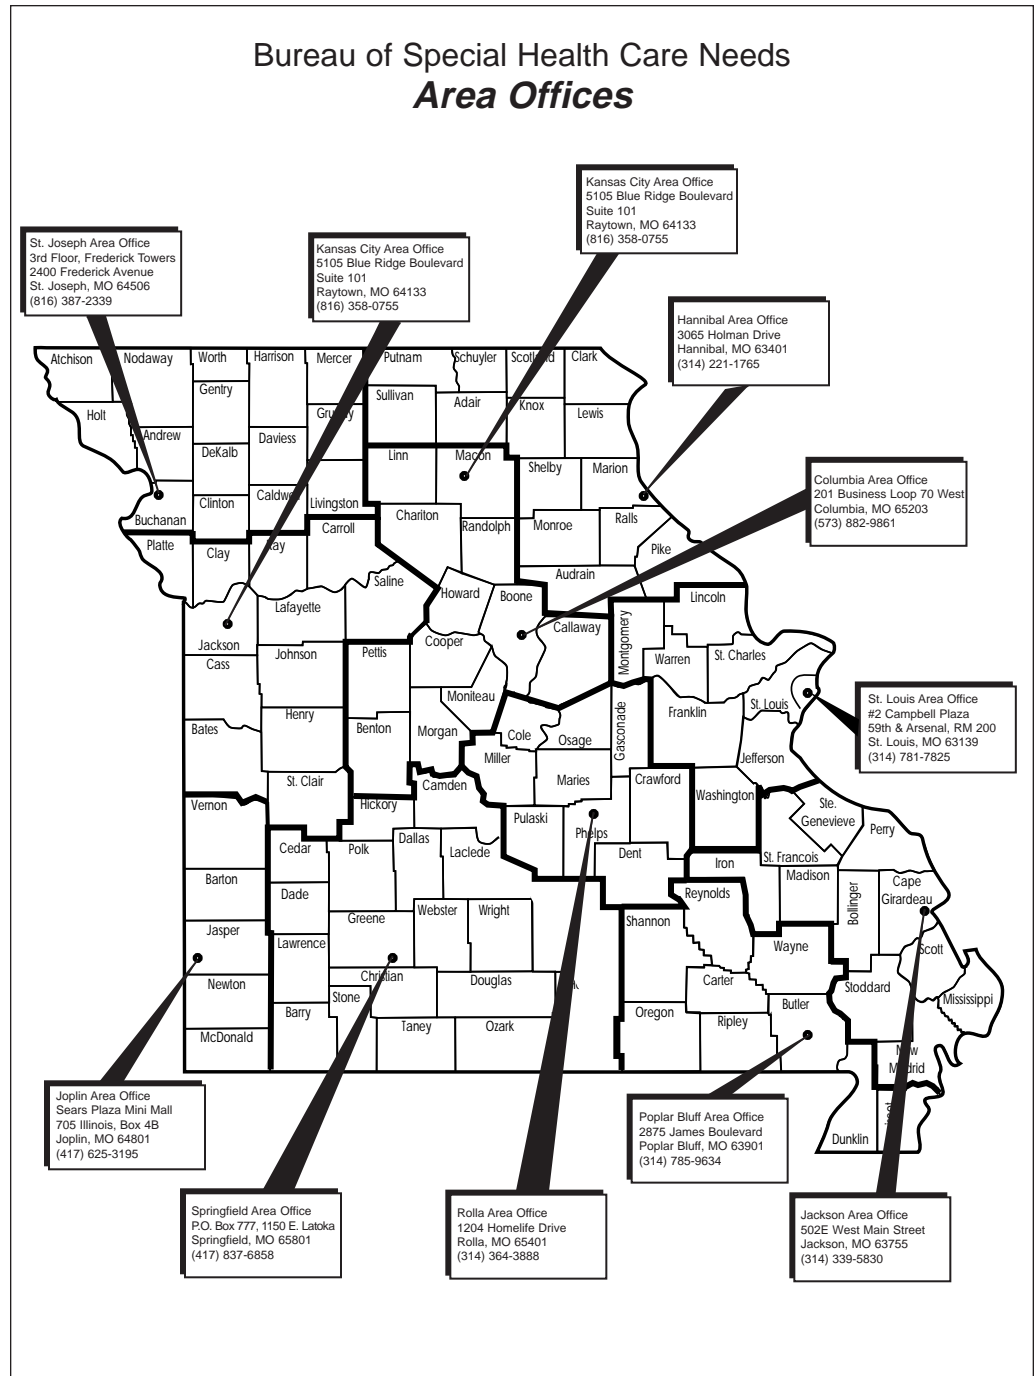 Bureau of Special Health Care Needs
Area Offices
Kansas City Area Office
5105 Blue Ridge Boulevard
Suite 101
Raytown, MO 64133
(816) 358-0755
St. Joseph Area Office
3rd Floor, Frederick Towers
2400 Frederick Avenue
St. Joseph, MO 64506
(816) 387-2339
Kansas City Area Office
5105 Blue Ridge Boulevard
Suite 101
Raytown, MO 64133
(816) 358-0755
Hannibal Area Office
3065 Holman Drive
Hannibal, MO 63401
(314) 221-1765
Columbia Area Office
201 Business Loop 70 West
Columbia, MO 65203
(573) 882-9861
St. Louis Area Office
#2 Campbell Plaza
59th & Arsenal, RM 200
St. Louis, MO 63139
(314) 781-7825
Atchison
Nodaway
Worth
Harrison
Mercer
Putnam
Schuyler
Scotland
Clark
Holt
Gentry
Sullivan
Adair
Knox
Lewis
Andrew
Grundy
DeKalb
Daviess
Linn
Macon
Shelby
Marion
Buchanan
Clinton
Caldwell
Livingston
Chariton
Randolph
Monroe
Ralls
Platte
Clay
Ray
Carroll
Pike
Audrain
Saline
Howard
Boone
Lincoln
Lafayette
Callaway
Montgomery
Jackson
Johnson
Pettis
Cooper
Warren
St. Charles
Cass
Moniteau
Henry
Bates
Benton
Morgan
Cole
Osage
Gasconade
Franklin
St. Louis
Miller
Jefferson
St. Clair
Camden
Maries
Crawford
Washington
Vernon
Hickory
Pulaski
Phelps
Ste.
Genevieve
Perry
Cedar
Polk
Dallas
Laclede
Dent
Iron
St. Francois
Barton
Dade
Madison
Bollinger
Cape
Girardeau
Reynolds
Greene
Webster
Wright
Shannon
Jasper
Lawrence
Wayne
Scott
Newton
Christian
Douglas
Carter
Stoddard
Mississippi
Barry
Stone
Butler
McDonald
Taney
Ozark
Oregon
Ripley
New
Madrid
Dunklin
Joplin Area Office
Sears Plaza Mini Mall
705 Illinois, Box 4B
Joplin, MO 64801
(417) 625-3195
Poplar Bluff Area Office
2875 James Boulevard
Poplar Bluff, MO 63901
(314) 785-9634
Springfield Area Office
P.O. Box 777, 1150 E. Latoka
Springfield, MO 65801
(417) 837-6858
Rolla Area Office
1204 Homelife Drive
Rolla, MO 65401
(314) 364-3888
Jackson Area Office
502E West Main Street
Jackson, MO 63755
(314) 339-5830